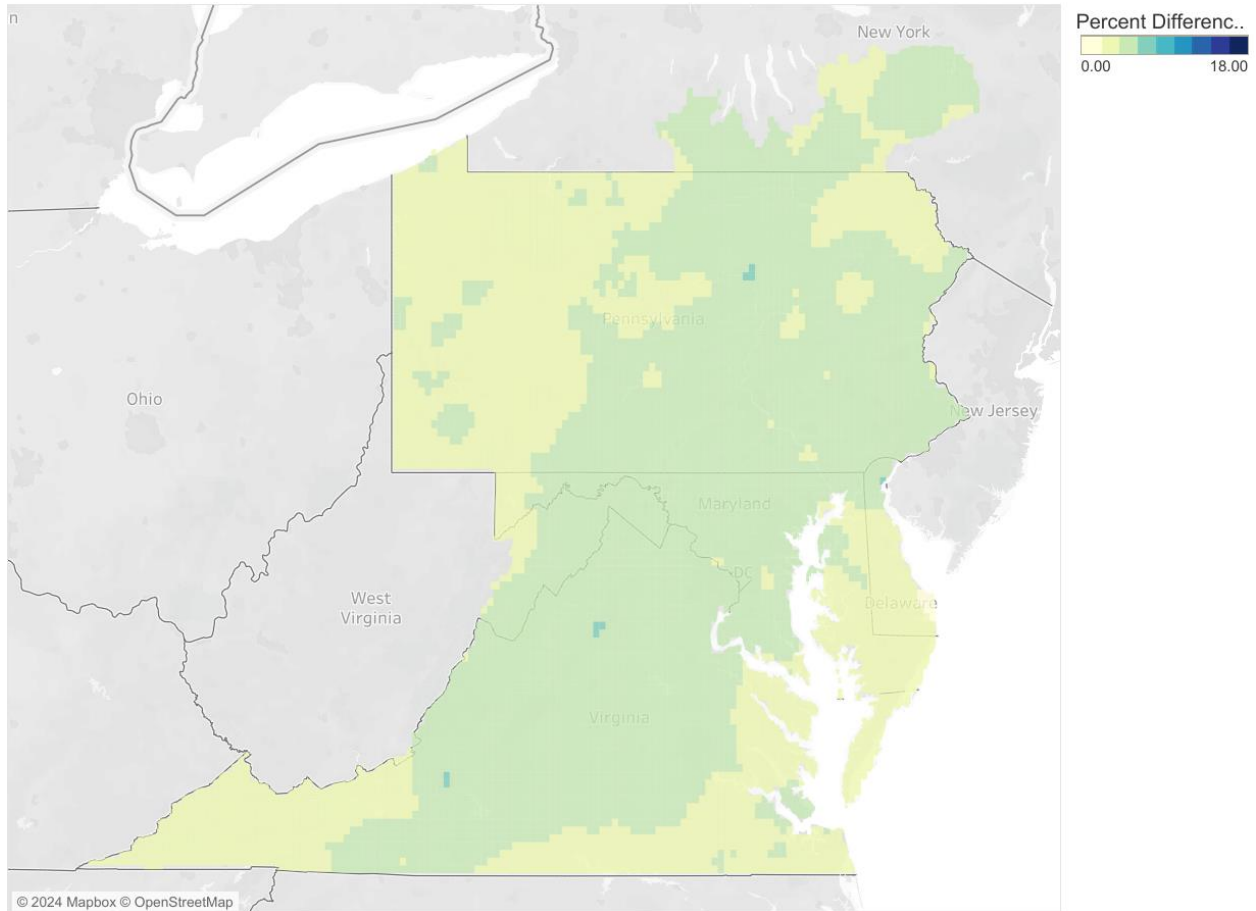 n
New York
Percent Differenc..
0.00 18.00
Pennsylvania
Ohio
New Jersey
Maryland
DC
West
Virginia
Delaware
Virginia
© 2024 Mapbox © OpenStreetMap